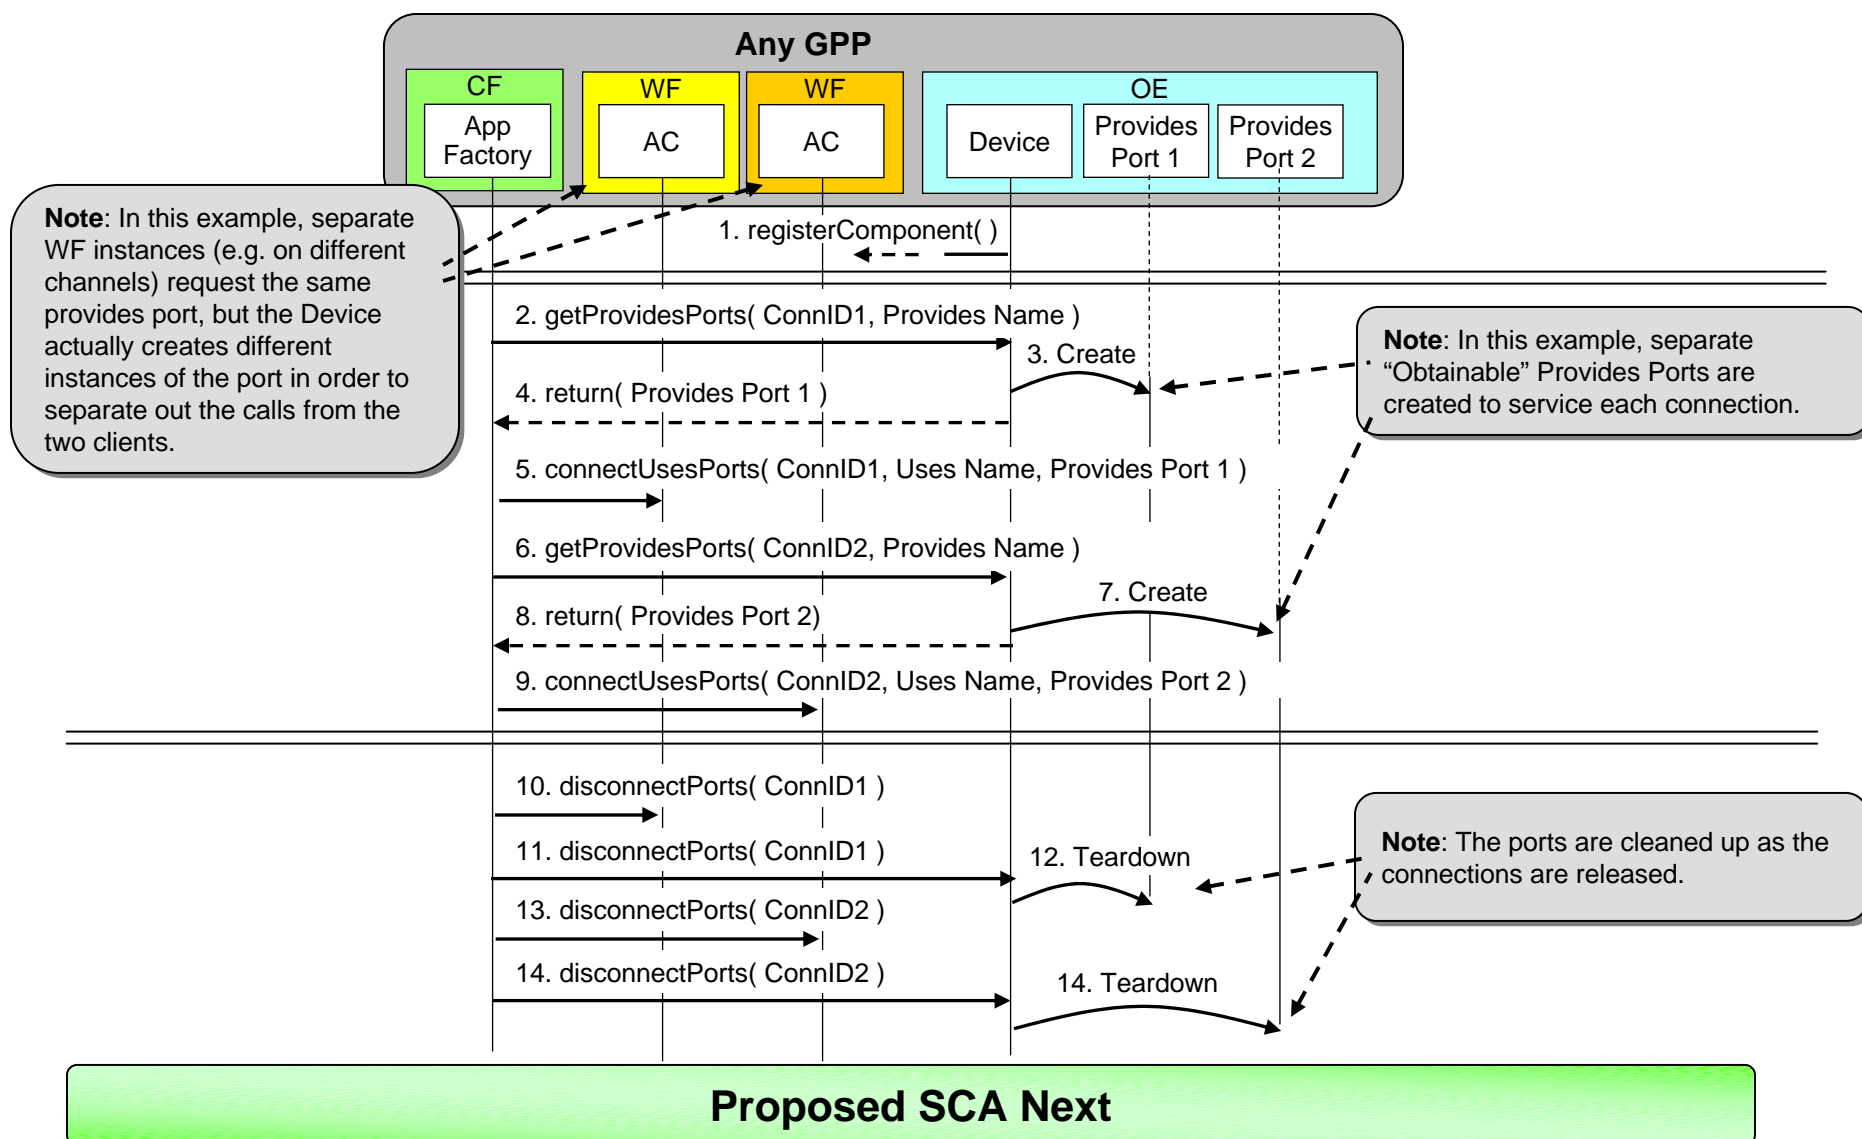 Any GPP
CF
WF
WF
OE
App
Factory
AC
AC
Device
Provides
Port 1
Provides
Port 2
Note: In this example, separate
WF instances (e.g. on different
channels) request the same
provides port, but the Device
actually creates different
instances of the port in order to
separate out the calls from the
two clients.
1. registerComponent( )
2. getProvidesPorts( ConnID1, Provides Name )
3. Create
Note: In this example, separate
“Obtainable” Provides Ports are
created to service each connection.
4. return( Provides Port 1 )
5. connectUsesPorts( ConnID1, Uses Name, Provides Port 1 )
6. getProvidesPorts( ConnID2, Provides Name )
7. Create
8. return( Provides Port 2)
9. connectUsesPorts( ConnID2, Uses Name, Provides Port 2 )
10. disconnectPorts( ConnID1 )
11. disconnectPorts( ConnID1 )
12. Teardown
Note: The ports are cleaned up as the
connections are released.
13. disconnectPorts( ConnID2 )
14. disconnectPorts( ConnID2 )
14. Teardown
Proposed SCA Next